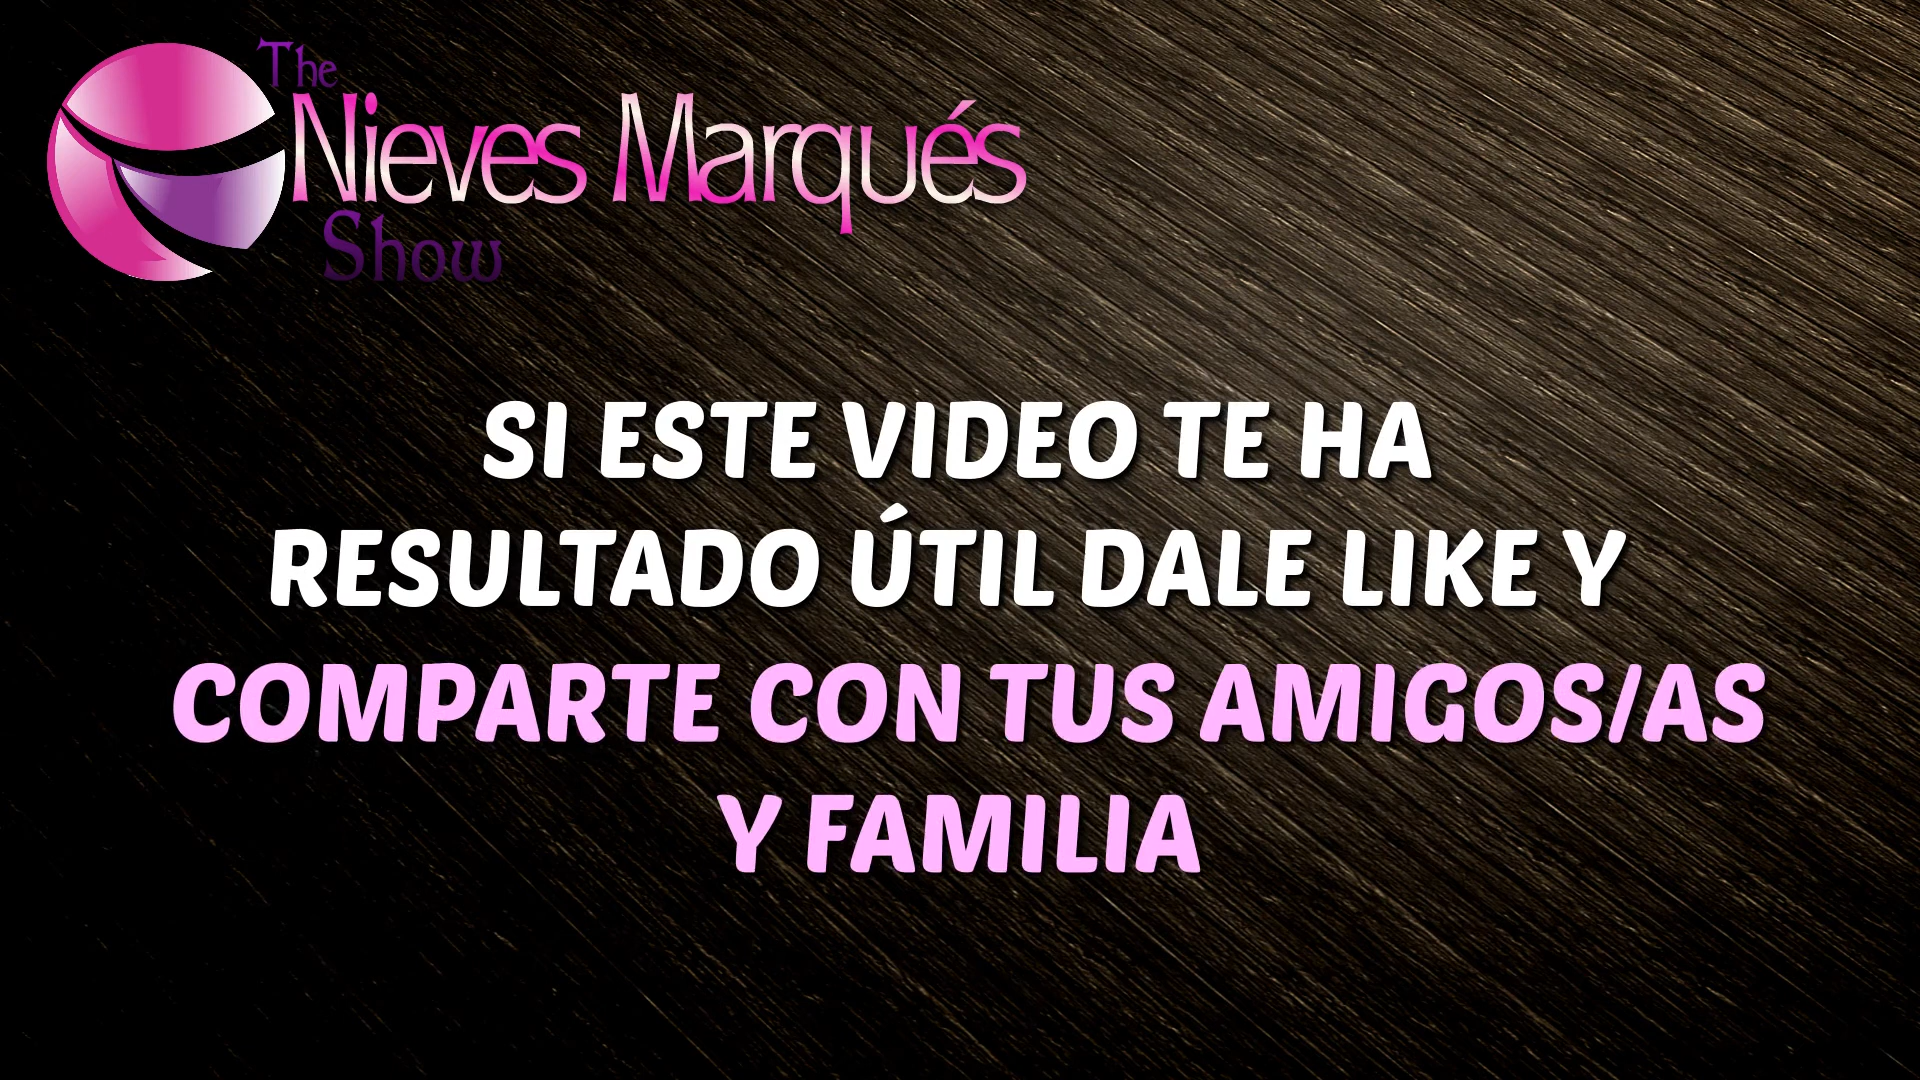 The
Nieves Marqués
Show
SI ESTE VIDEO TE HA
RESULTADO ÚTIL DALE LIKE Y
COMPARTE CON TUS AMIGOS/AS
Y FAMILIA